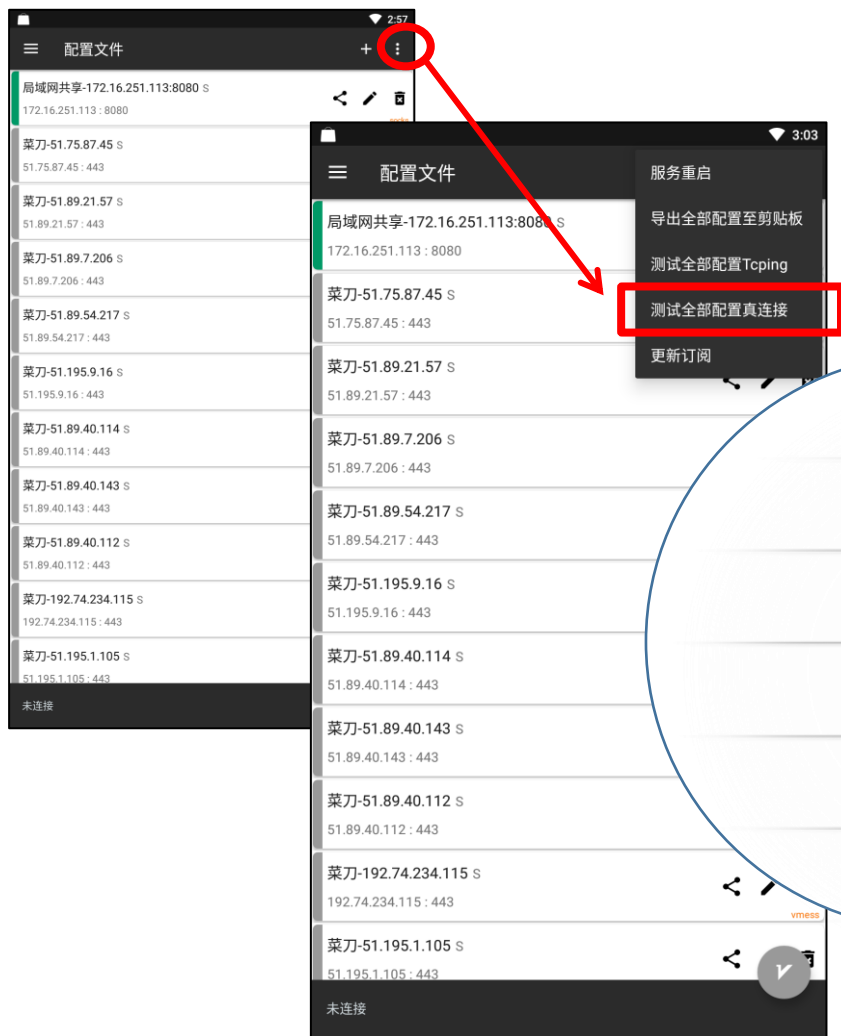 2:57
配置文件
局域网共享-172.16.251.113:8080 S
172.16.251.113 : 8080
socks
菜刀-51.75.87.45 S
51.75.87.45 : 443
菜刀-51.89.21.57 S
51.89.21.57 : 443
菜刀-51.89.7.206 S
51.89.7.206 : 443
菜刀-51.89.54.217 S
51.89.54.217 : 443
菜刀-51.195.9.16 S
51.195.9.16 : 443
菜刀-51.89.40.114 S
51.89.40.114 : 443
菜刀-51.89.40.143 S
51.89.40.143 : 443
菜刀-51.89.40.112 S
51.89.40.112 : 443
菜刀-192.74.234.115 S
192.74.234.115 : 443
菜刀-51.195.1.105 S
51.195.1.105 : 443
未连接
3:03
配置文件
服务重启
导出全部配置至剪贴板
测试全部配置Tcping
测试全部配置真连接
更新订阅
局域网共享-172.16.251.113:8080 S
172.16.251.113 : 8080
菜刀-51.75.87.45 S
51.75.87.45 : 443
菜刀-51.89.21.57 S
51.89.21.57 : 443
菜刀-51.89.7.206 S
51.89.7.206 : 443
菜刀-51.89.54.217 S
51.89.54.217 : 443
菜刀-51.195.9.16 S
51.195.9.16 : 443
菜刀-51.89.40.114 S
51.89.40.114 : 443
菜刀-51.89.40.143 S
51.89.40.143 : 443
菜刀-51.89.40.112 S
51.89.40.112 : 443
菜刀-192.74.234.115 S
192.74.234.115 : 443
vmess
菜刀-51.195.1.105 S
51.195.1.105 : 443
V
未连接